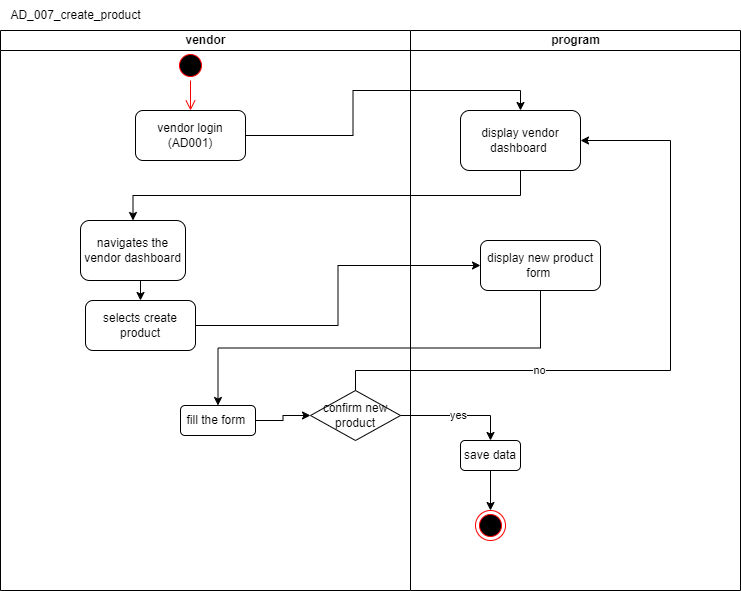 AD_007_create_product
vendor
program
vendor login
(AD001)
display vendor
dashboard
navigates the
vendor dashboard
display new product
form
selects create
product
no
fill the form
confirm new
product
yes
save data